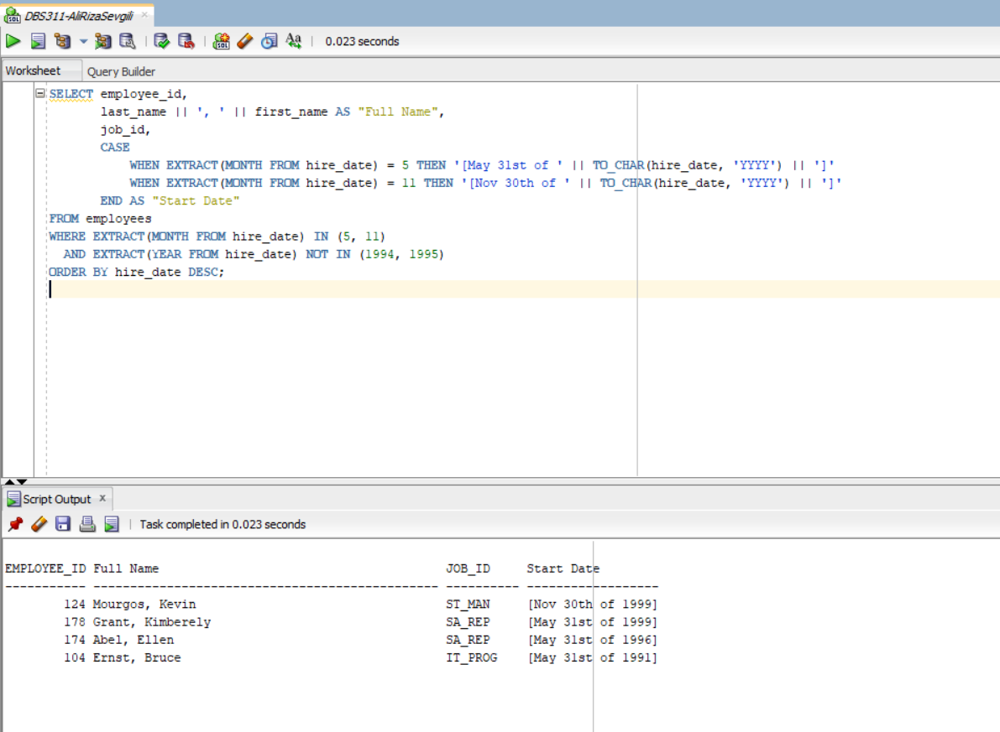 DBS311-AliRizaSevgili
0.023 seconds
Worksheet Query Builder
SELECT employee_id,
last_name || ', ' || first_name AS "Full Name",
job_id,
CASE
WHEN EXTRACT(MONTH FROM hire_date) = 5 THEN '[May 31st of ' || TO_CHAR(hire_date, 'YYYY') || ']'
WHEN EXTRACT(MONTH FROM hire_date) = 11 THEN '[Nov 30th of ' || TO_CHAR(hire_date, 'YYYY') || ']'
END AS "Start Date"
FROM employees
WHERE EXTRACT(MONTH FROM hire_date) IN (5, 11)
AND EXTRACT(YEAR FROM hire_date) NOT IN (1994, 1995)
ORDER BY hire_date DESC;
Script Output x
Task completed in 0.023 seconds
EMPLOYEE_ID Full Name JOB_ID Start Date
----------- ----------------------------------------------- ---------- ------------------
124 Mourgos, Kevin ST_MAN [Nov 30th of 1999]
178 Grant, Kimberely SA_REP [May 31st of 1999]
174 Abel, Ellen SA_REP [May 31st of 1996]
104 Ernst, Bruce IT_PROG [May 31st of 1991]